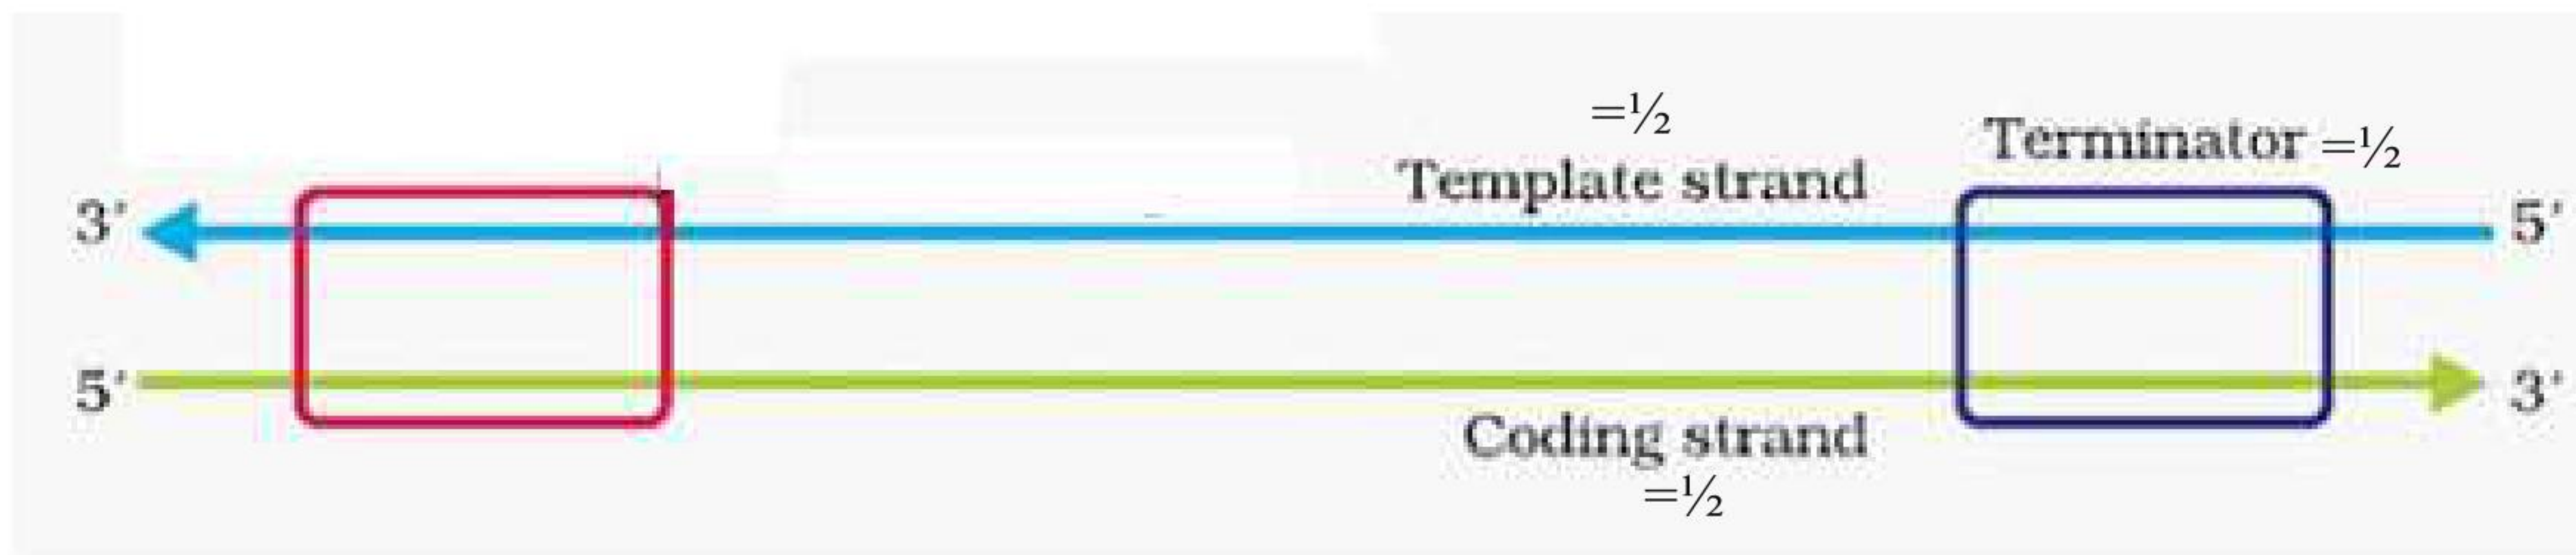 =½
Template strand
Terminator =½
3'
5'
5'
3'
Coding strand
=½